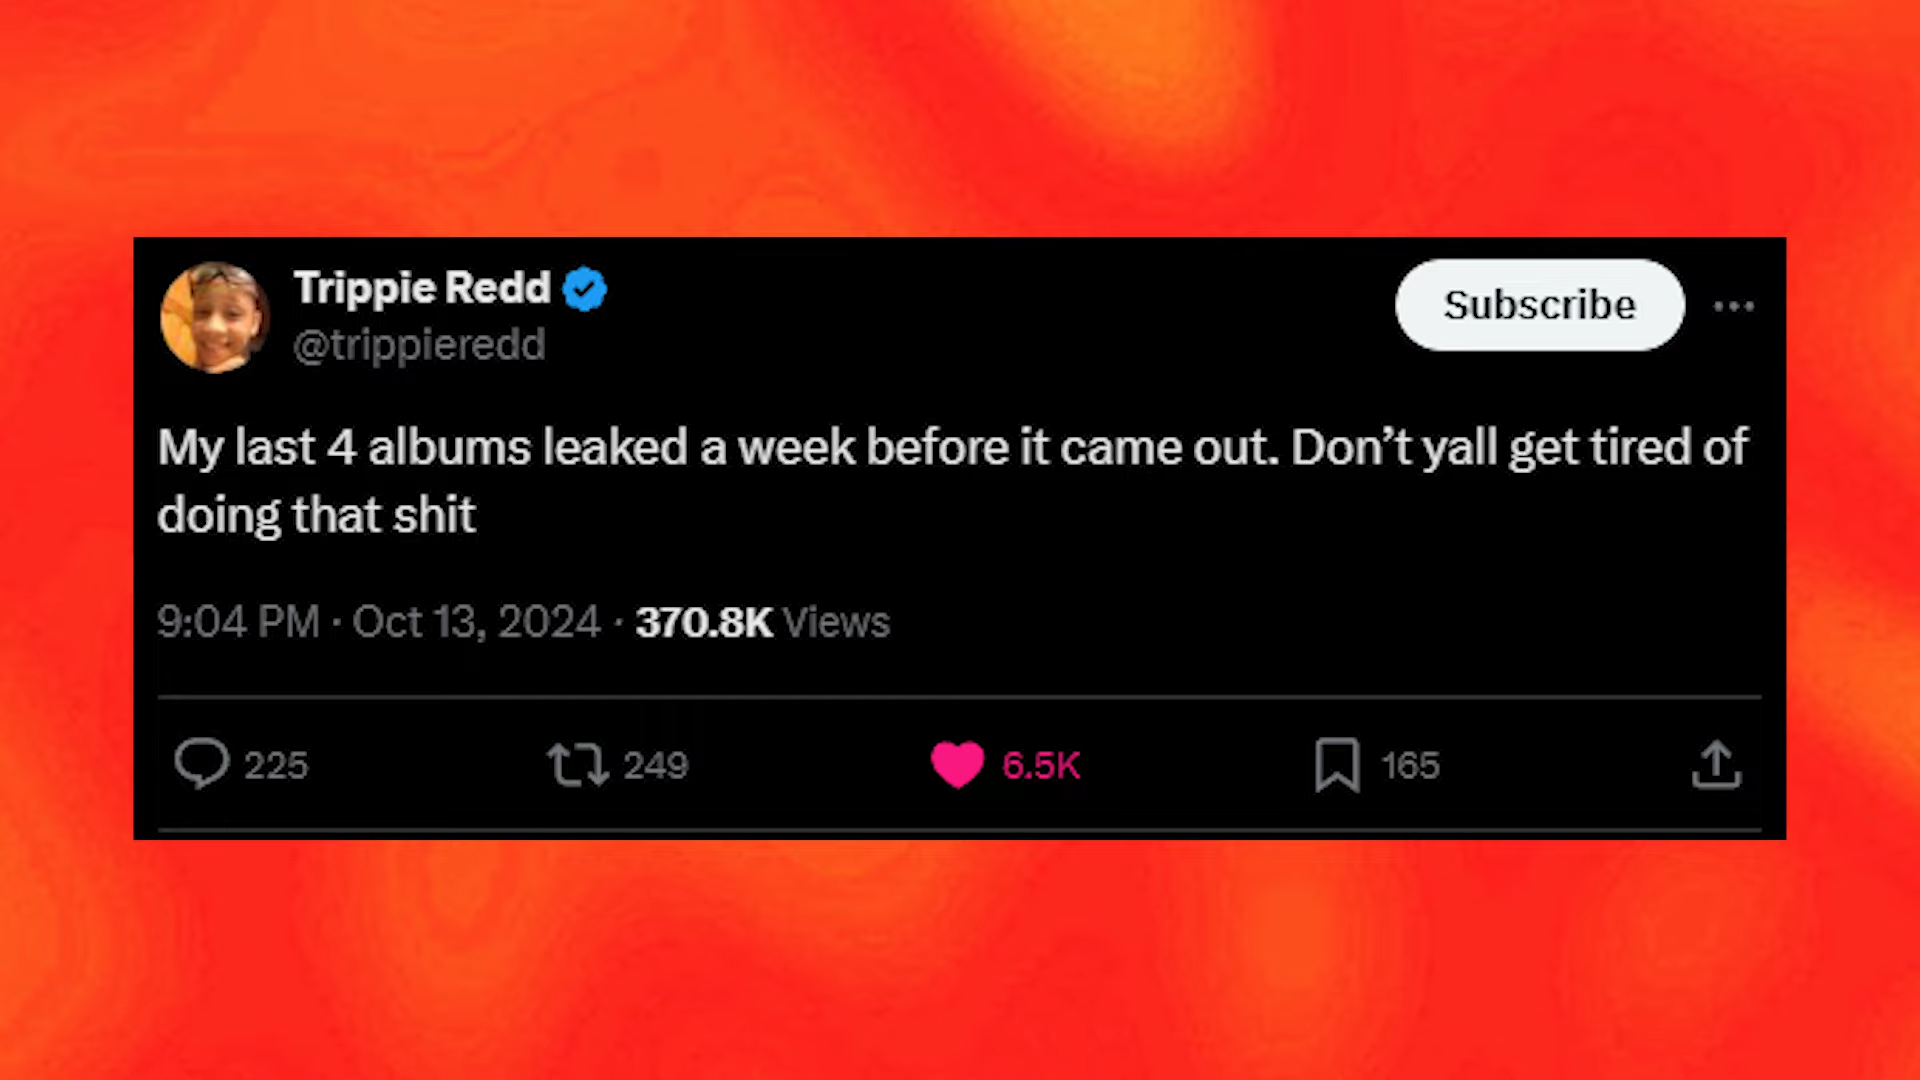 Trippie Redd
@trippieredd
Subscribe
My last 4 albums leaked a week before it came out. Don’t yall get tired of
doing that shit
9:04 PM · Oct 13, 2024 · 370.8K Views
225 249 6.5K 165